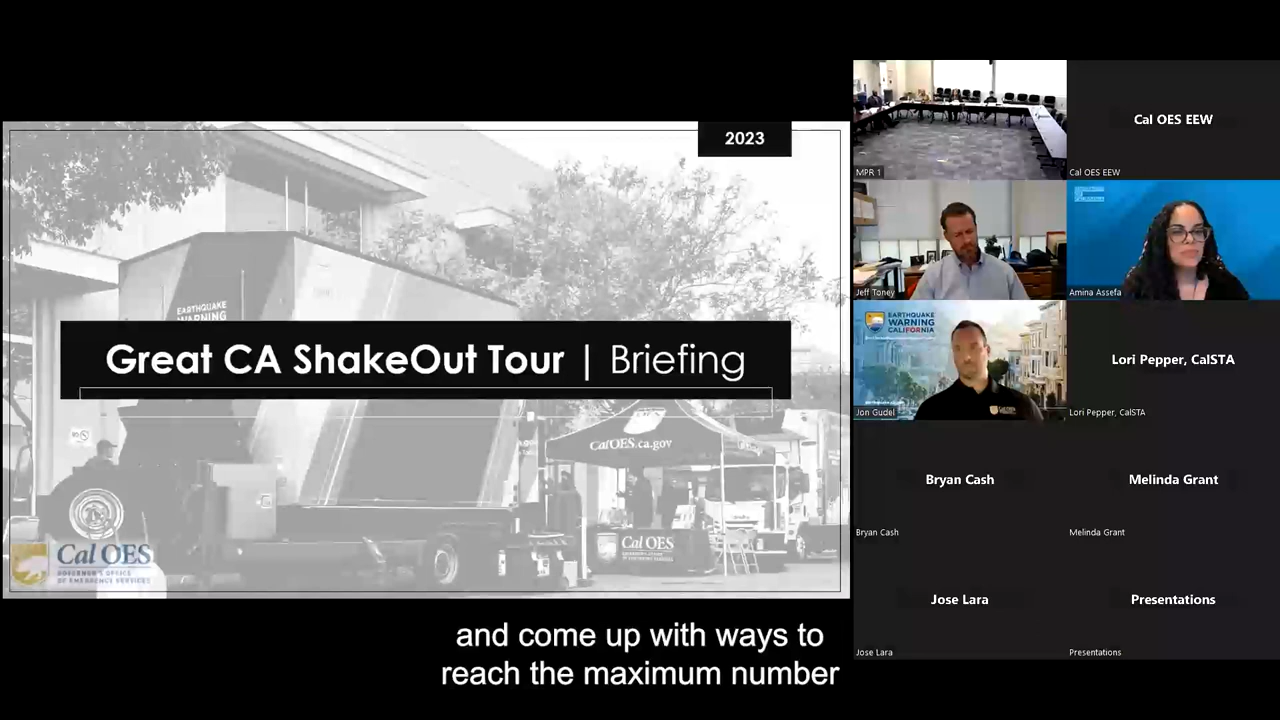 2023
EARTHQUAKE
WARNING
Great CA ShakeOut Tour | Briefing
CalOES.ca.gov
Cal OES
Cal OES
GOVERNOR'S OFFICE
OF EMERGENCY SERVICES
and come up with ways to
reach the maximum number
MPR 1
Cal OES EEW
Cal OES EEW
Jeff Toney
Amina Assefa
EARTHQUAKE
WARNING
CALIFORNIA
Jon Gudel
Lori Pepper, CalSTA
Lori Pepper, CalSTA
Bryan Cash
Bryan Cash
Melinda Grant
Melinda Grant
Jose Lara
Jose Lara
Presentations
Presentations